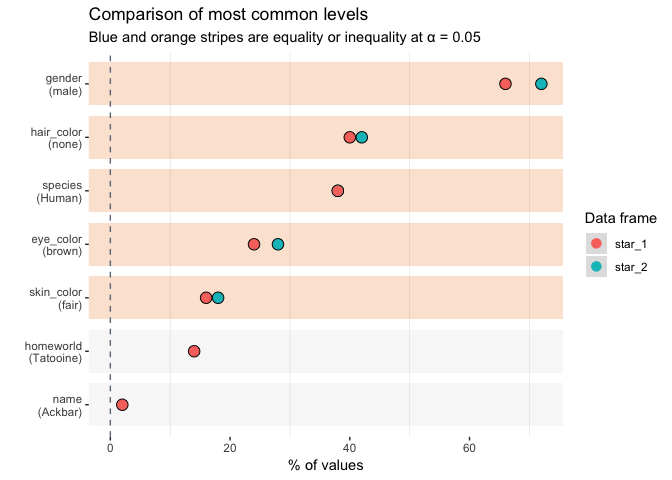 Comparison of most common levels
Blue and orange stripes are equality or inequality at α = 0.05
gender
(male)
hair_color
(none)
species
(Human)
eye_color
(brown)
skin_color
(fair)
homeworld
(Tatooine)
name
(Ackbar)
0 20 40 60
% of values
Data frame
star_1
star_2